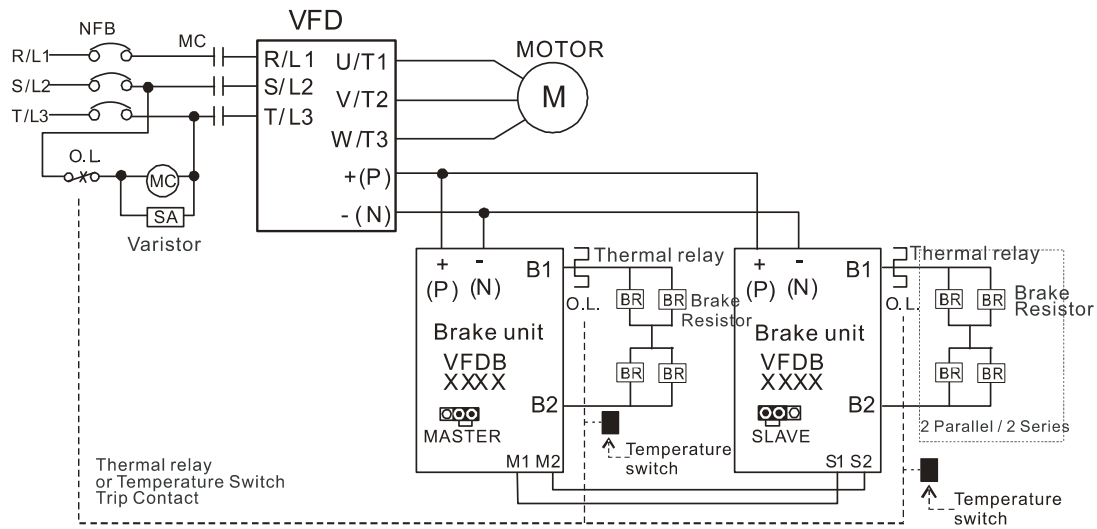 VFD
NFB
MC
R/L1
S/L2
T/L3
R/L1
S/L2
T/L3
U/T1
V/T2
W/T3
+(P)
-(N)
MOTOR
M
O.L.
MC
SA
Varistor
+
(P)
-
(N)
B1
Brake unit
VFDB
XXXX
B2
MASTER
M1 M2
Thermal relay
O.L.
BR
BR
Brake
Resistor
BR
BR
Temperature
switch
+
(P)
-
(N)
B1
Brake unit
VFDB
XXXX
B2
SLAVE
S1 S2
Thermal relay
O.L.
BR
BR
Brake
Resistor
BR
BR
2 Parallel / 2 Series
Temperature
switch
Thermal relay
or Temperature Switch
Trip Contact